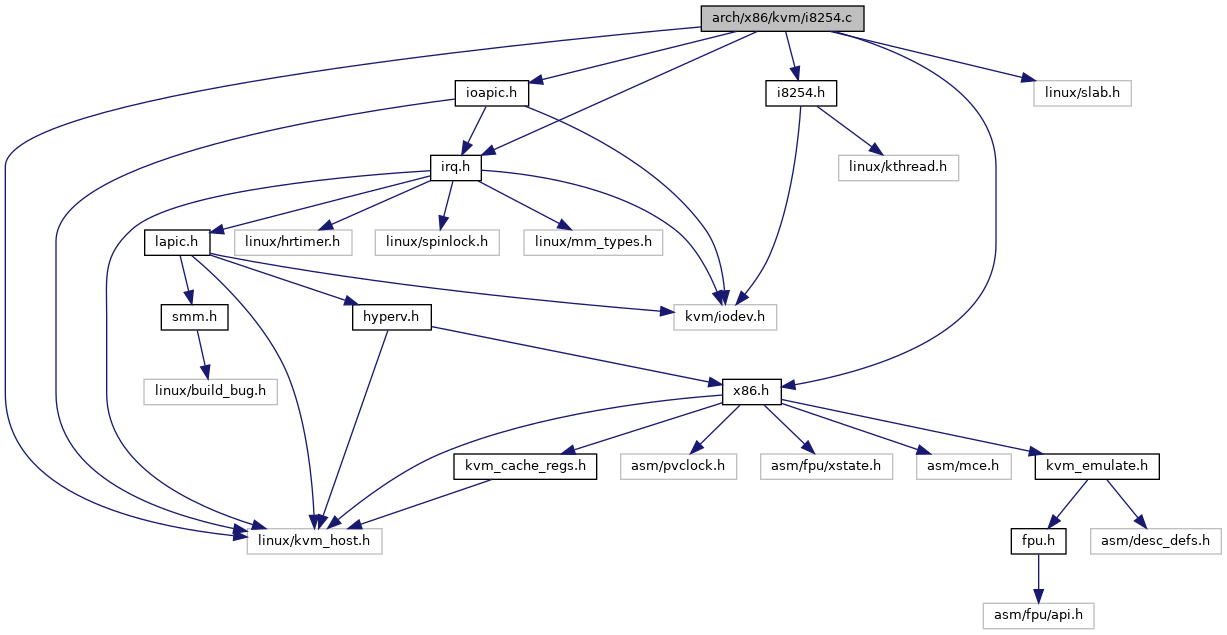 arch/x86/kvm/i8254.c
ioapic.h
i8254.h
linux/slab.h
irq.h
linux/kthread.h
lapic.h
linux/hrtimer.h
linux/spinlock.h
linux/mm_types.h
smm.h
hyperv.h
kvm/iodev.h
linux/build_bug.h
x86.h
kvm_cache_regs.h
asm/pvclock.h
asm/fpu/xstate.h
asm/mce.h
kvm_emulate.h
linux/kvm_host.h
fpu.h
asm/desc_defs.h
asm/fpu/api.h